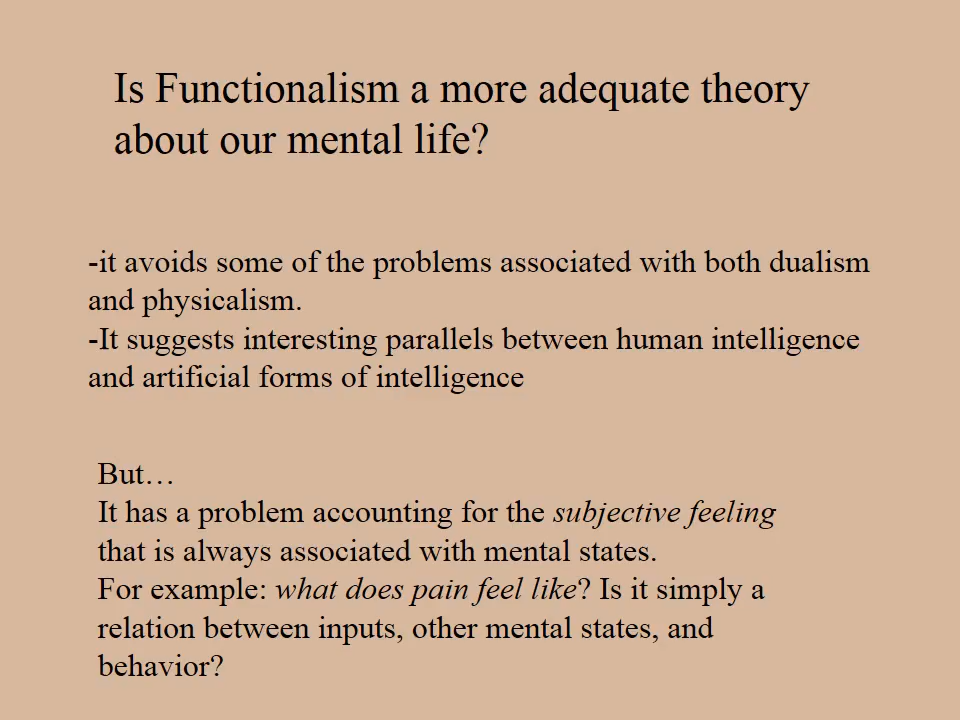 Is Functionalism a more adequate theory
about our mental life?
-it avoids some of the problems associated with both dualism
and physicalism.
-It suggests interesting parallels between human intelligence
and artificial forms of intelligence
But…
It has a problem accounting for the subjective feeling
that is always associated with mental states.
For example: what does pain feel like? Is it simply a
relation between inputs, other mental states, and
behavior?